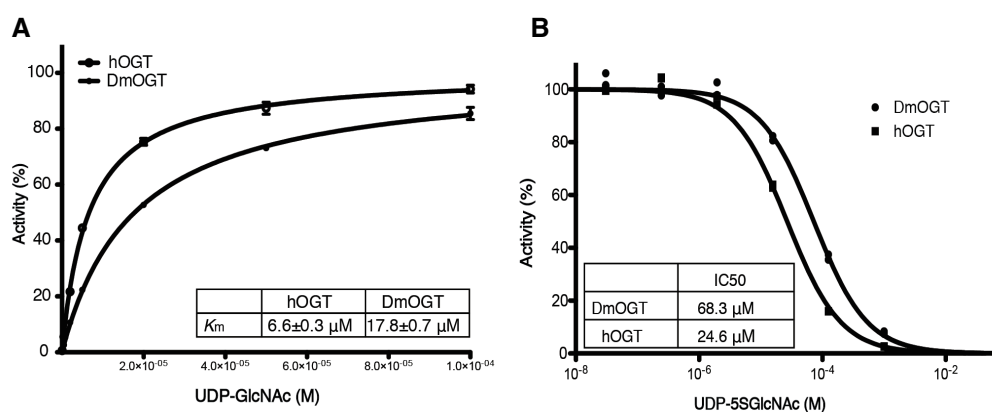 A
hOGT
DmOGT
100
80
60
40
20
0
Activity (%)
2.0×10⁻⁰⁵ 4.0×10⁻⁰⁵ 6.0×10⁻⁰⁵ 8.0×10⁻⁰⁵ 1.0×10⁻⁰⁴
UDP-GlcNAc (M)
hOGT DmOGT
Km 6.6±0.3 μM 17.8±0.7 μM
B
DmOGT
hOGT
100
80
60
40
20
0
Activity (%)
IC50
DmOGT 68.3 μM
hOGT 24.6 μM
10⁻⁸ 10⁻⁶ 10⁻⁴ 10⁻²
UDP-5SGlcNAc (M)